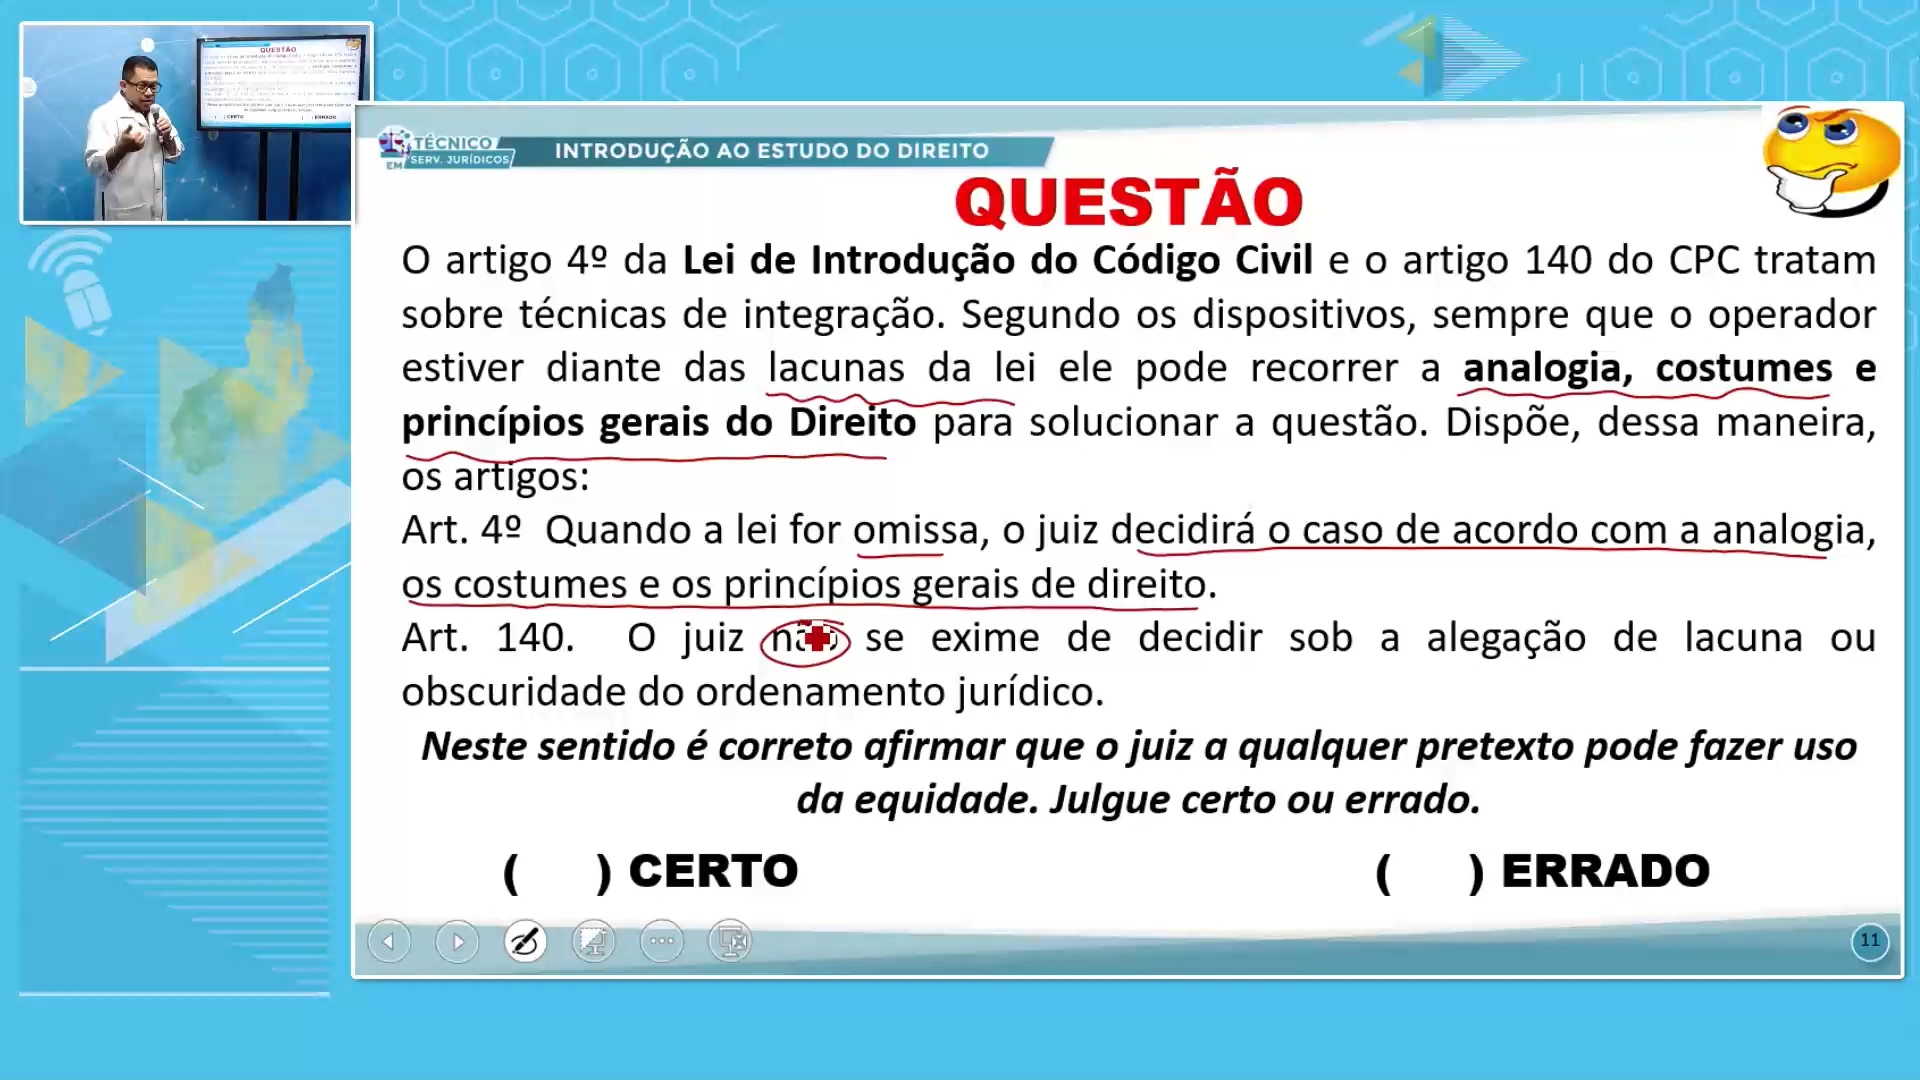 TÉCNICO
EM SERV. JURÍDICOS
INTRODUÇÃO AO ESTUDO DO DIREITO
QUESTÃO
O artigo 4º da Lei de Introdução do Código Civil e o artigo 140 do CPC tratam
sobre técnicas de integração. Segundo os dispositivos, sempre que o operador
estiver diante das lacunas da lei ele pode recorrer a analogia, costumes e
princípios gerais do Direito para solucionar a questão. Dispõe, dessa maneira,
os artigos:
Art. 4º Quando a lei for omissa, o juiz decidirá o caso de acordo com a analogia,
os costumes e os princípios gerais de direito.
Art. 140. O juiz não se exime de decidir sob a alegação de lacuna ou
obscuridade do ordenamento jurídico.
Neste sentido é correto afirmar que o juiz a qualquer pretexto pode fazer uso
da equidade. Julgue certo ou errado.
( ) CERTO ( ) ERRADO
11
QUESTÃO
( ) CERTO ( ) ERRADO